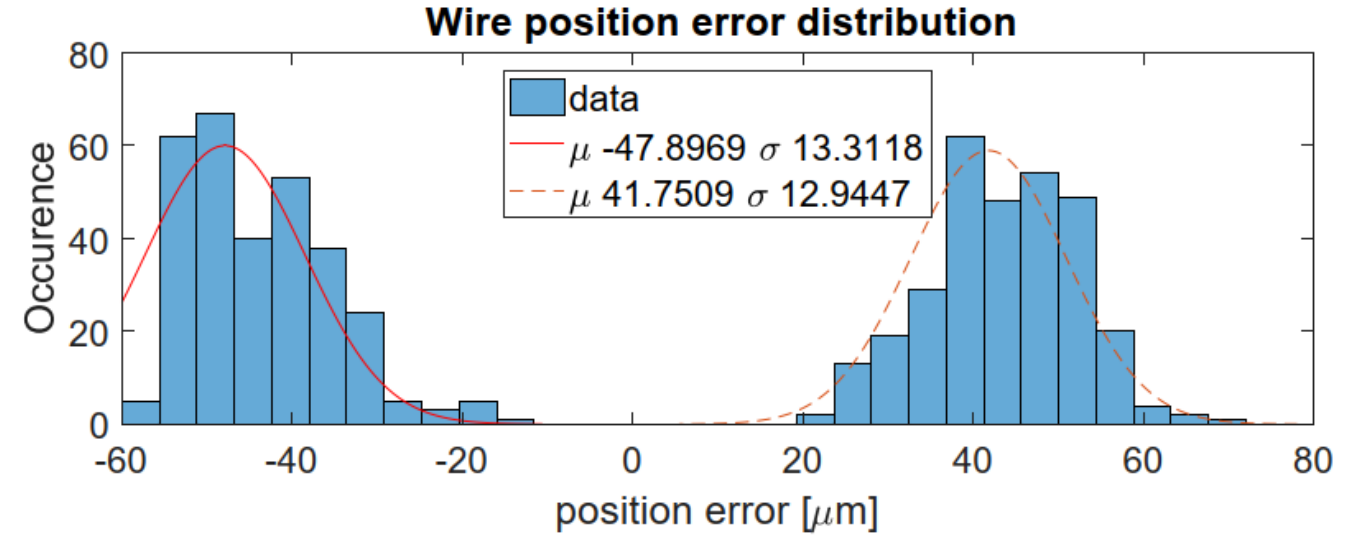 Wire position error distribution
80
60
40
20
0
Occurence
data
μ -47.8969 σ 13.3118
μ 41.7509 σ 12.9447
-60 -40 -20 0 20 40 60 80
position error [μm]